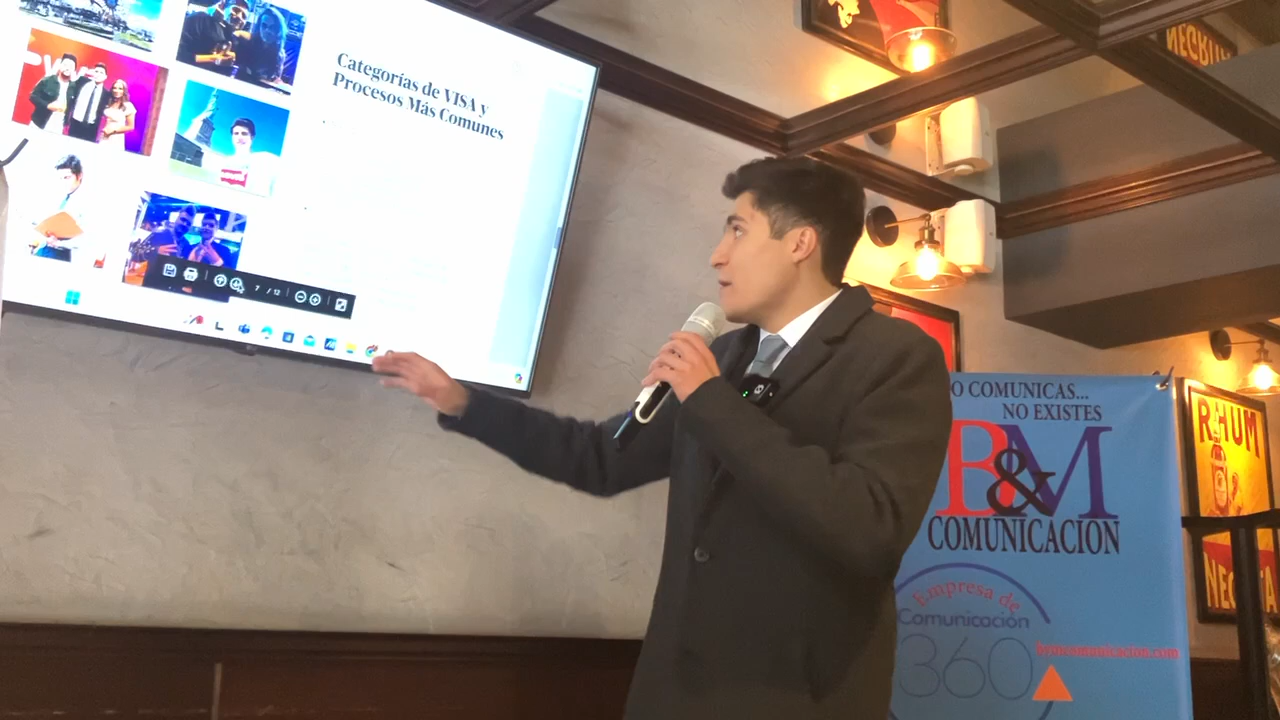 Categorías de VISA y
Procesos Más Comunes
7 / 12
O COMUNICAS...
NO EXISTES
B&M
COMUNICACION
Empresa de
Comunicación
360
bymcomunicacion.com
RHUM
NEGRITA